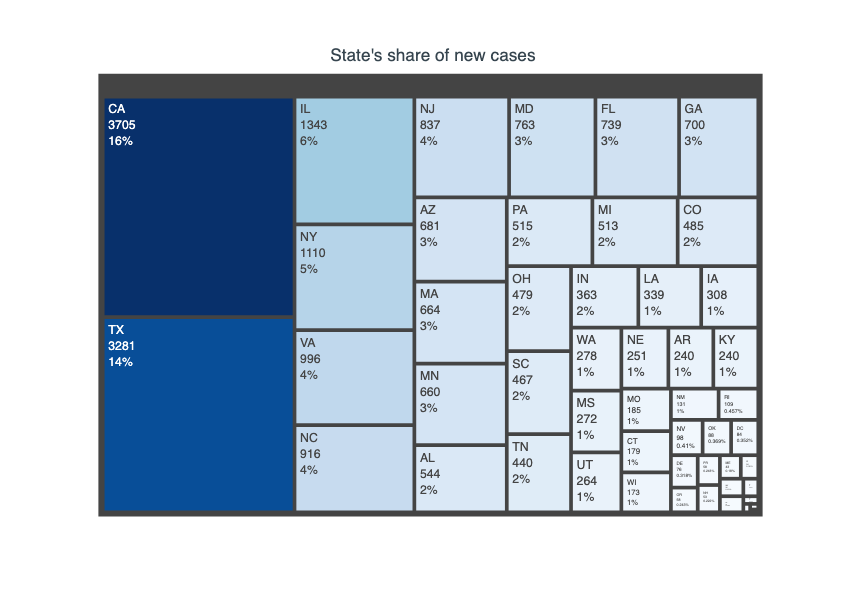 State's share of new cases
CA
3705
16%
TX
3281
14%
IL
1343
6%
NY
1110
5%
VA
996
4%
NC
916
4%
NJ
837
4%
MD
763
3%
FL
739
3%
GA
700
3%
AZ
681
3%
MA
664
3%
MN
660
3%
AL
544
2%
PA
515
2%
MI
513
2%
CO
485
2%
OH
479
2%
SC
467
2%
TN
440
2%
IN
363
2%
LA
339
1%
IA
308
1%
WA
278
1%
MS
272
1%
UT
264
1%
NE
251
1%
AR
240
1%
KY
240
1%
MO
185
1%
CT
179
1%
WI
173
1%
NM
131
1%
RI
109
0.457%
NV
98
0.41%
OK
88
0.369%
DC
84
0.352%
DE
76
0.318%